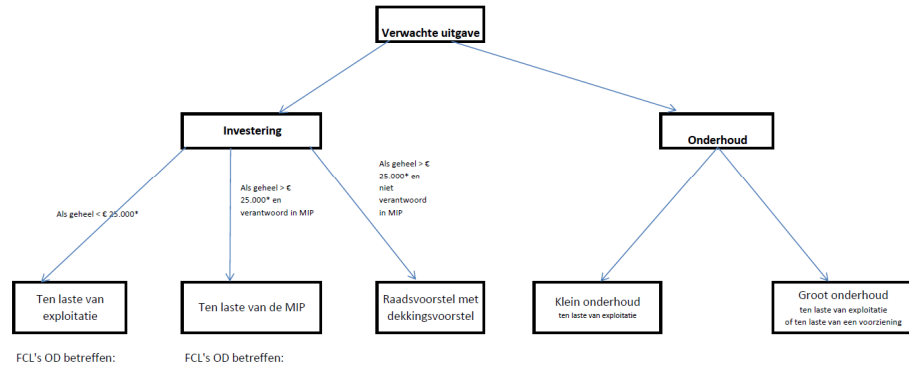 Verwachte uitgave
Investering
Onderhoud
Als geheel < € 25.000*
Als geheel > €
25.000* en
verantwoord in MIP
Als geheel > €
25.000* en
niet
verantwoord
in MIP
Ten laste van
exploitatie
Ten laste van de MIP
Raadsvoorstel met
dekkingsvoorstel
Klein onderhoud
ten laste van exploitatie
Groot onderhoud
ten laste van exploitatie
of ten laste van een voorziening
FCL's OD betreffen:
FCL's OD betreffen: